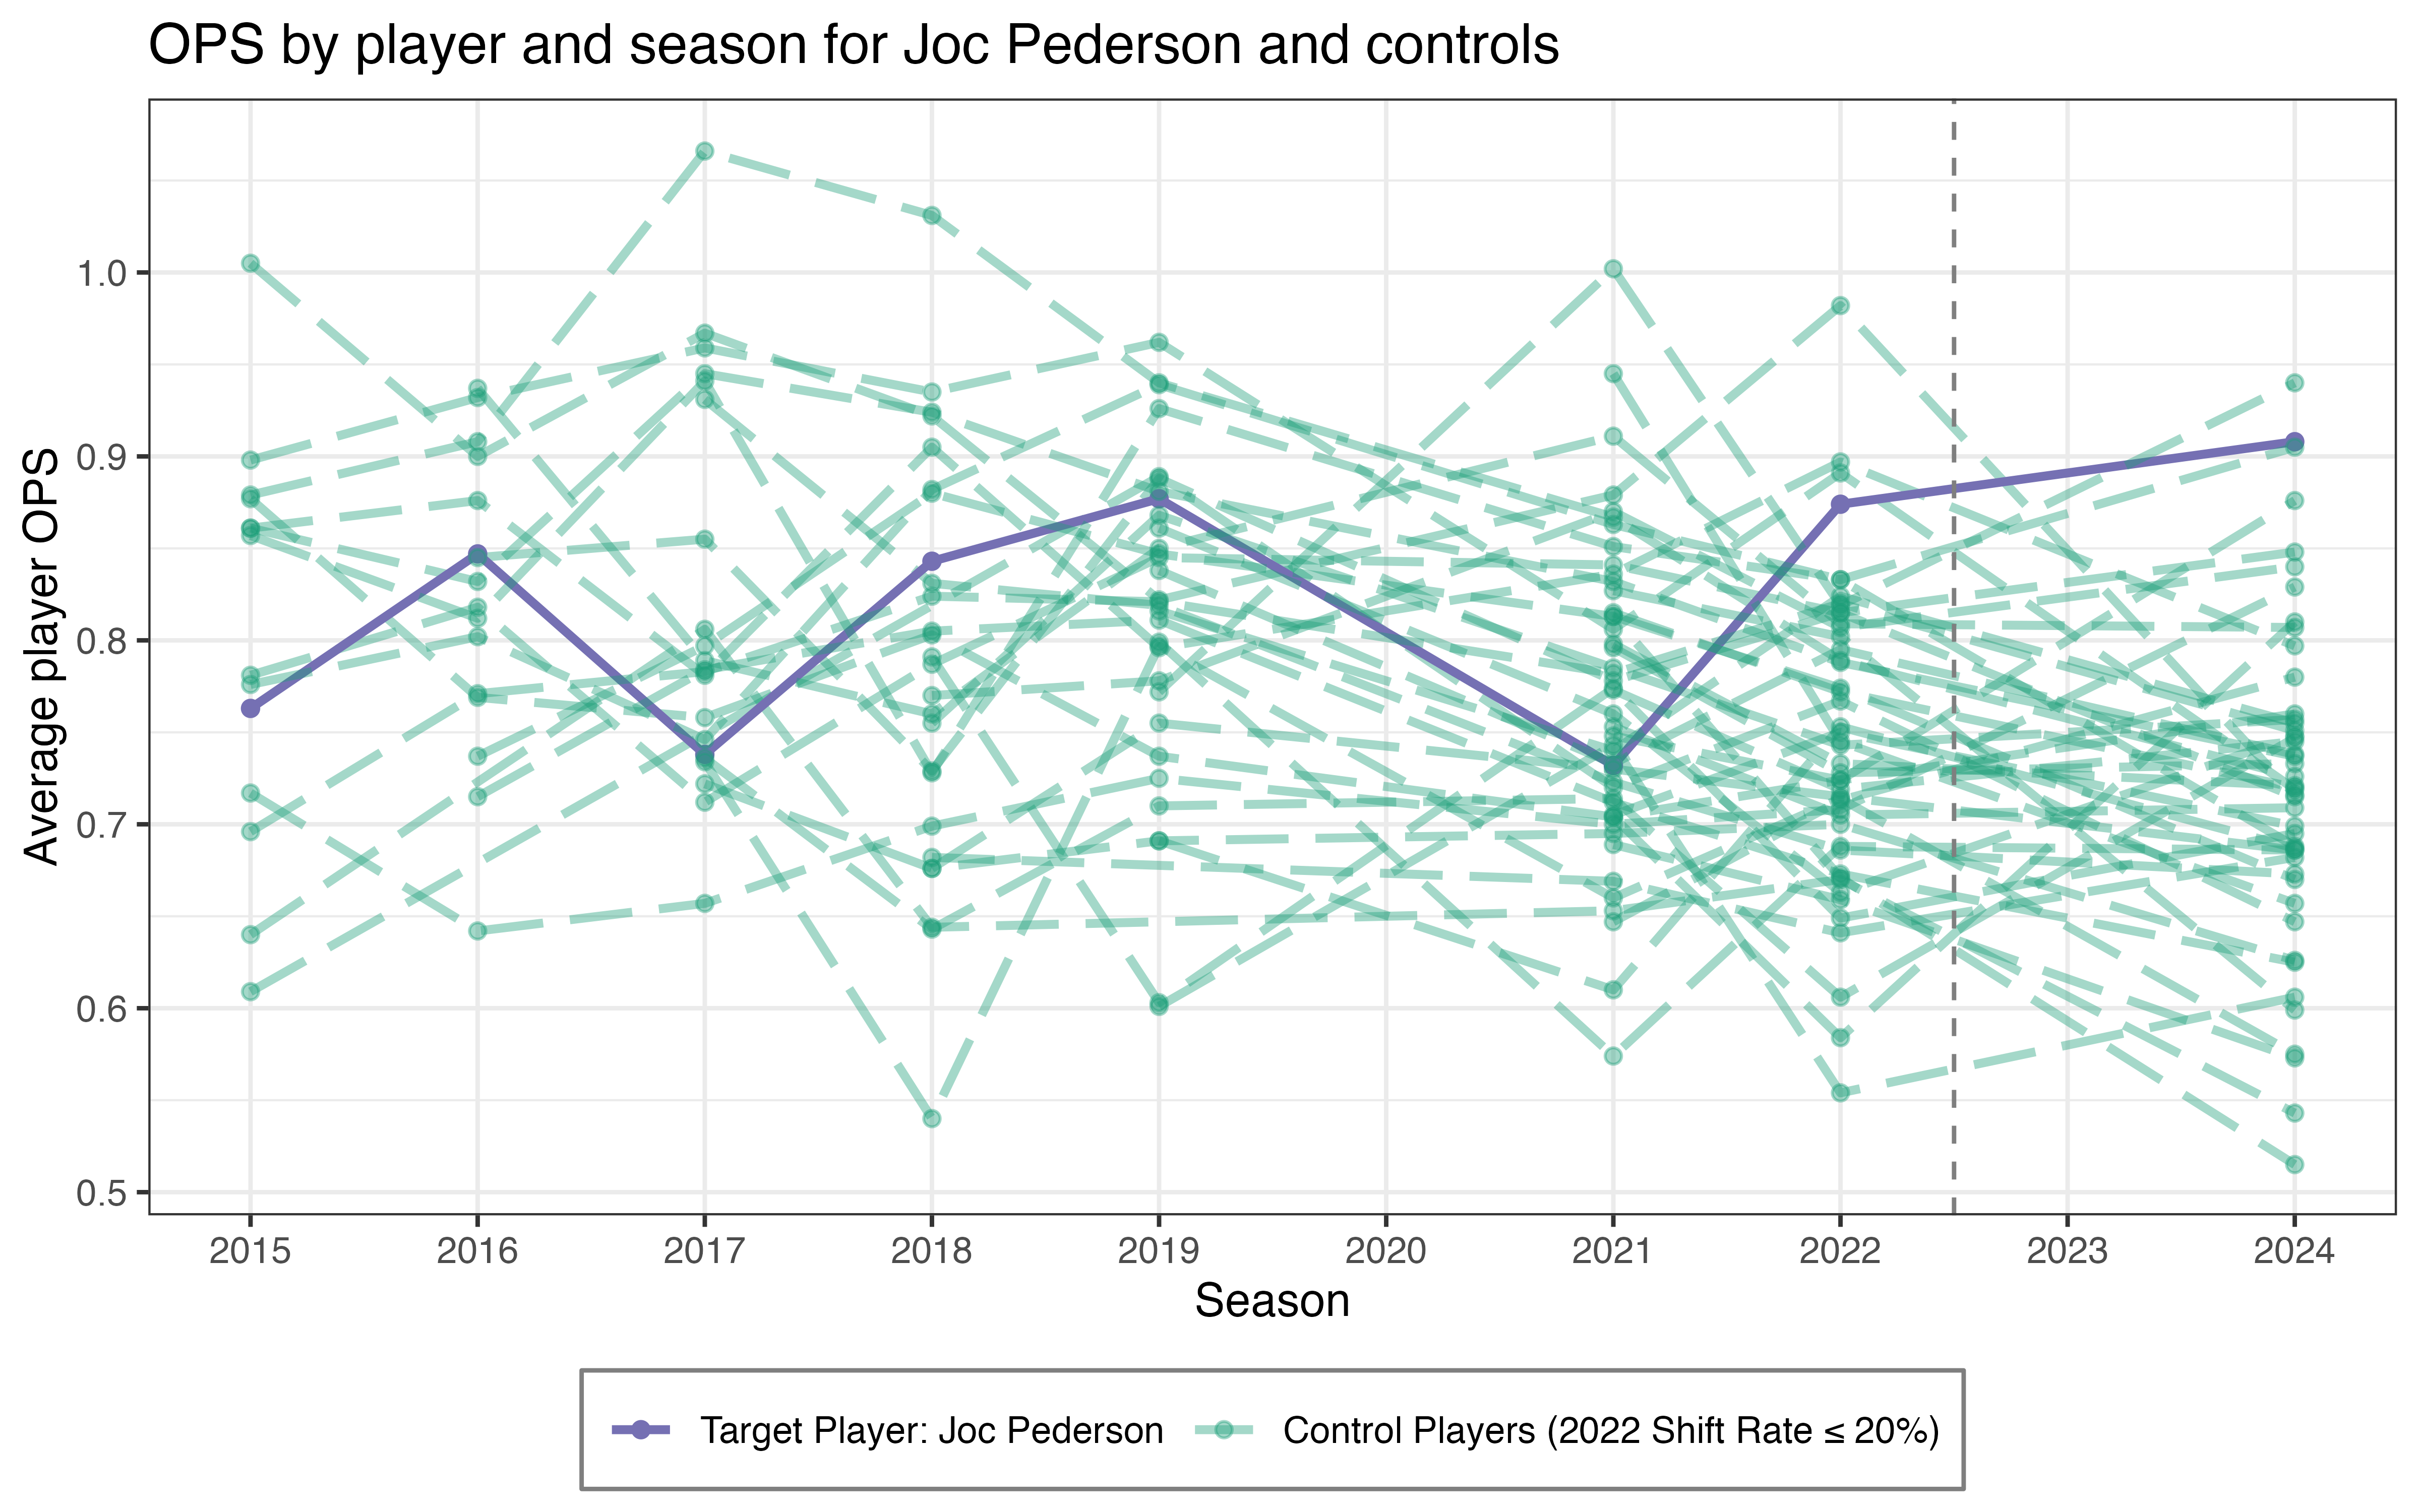 OPS by player and season for Joc Pederson and controls
Average player OPS
1.0
0.9
0.8
0.7
0.6
0.5
2015 2016 2017 2018 2019 2020 2021 2022 2023 2024
Season
Target Player: Joc Pederson Control Players (2022 Shift Rate ≤ 20%)